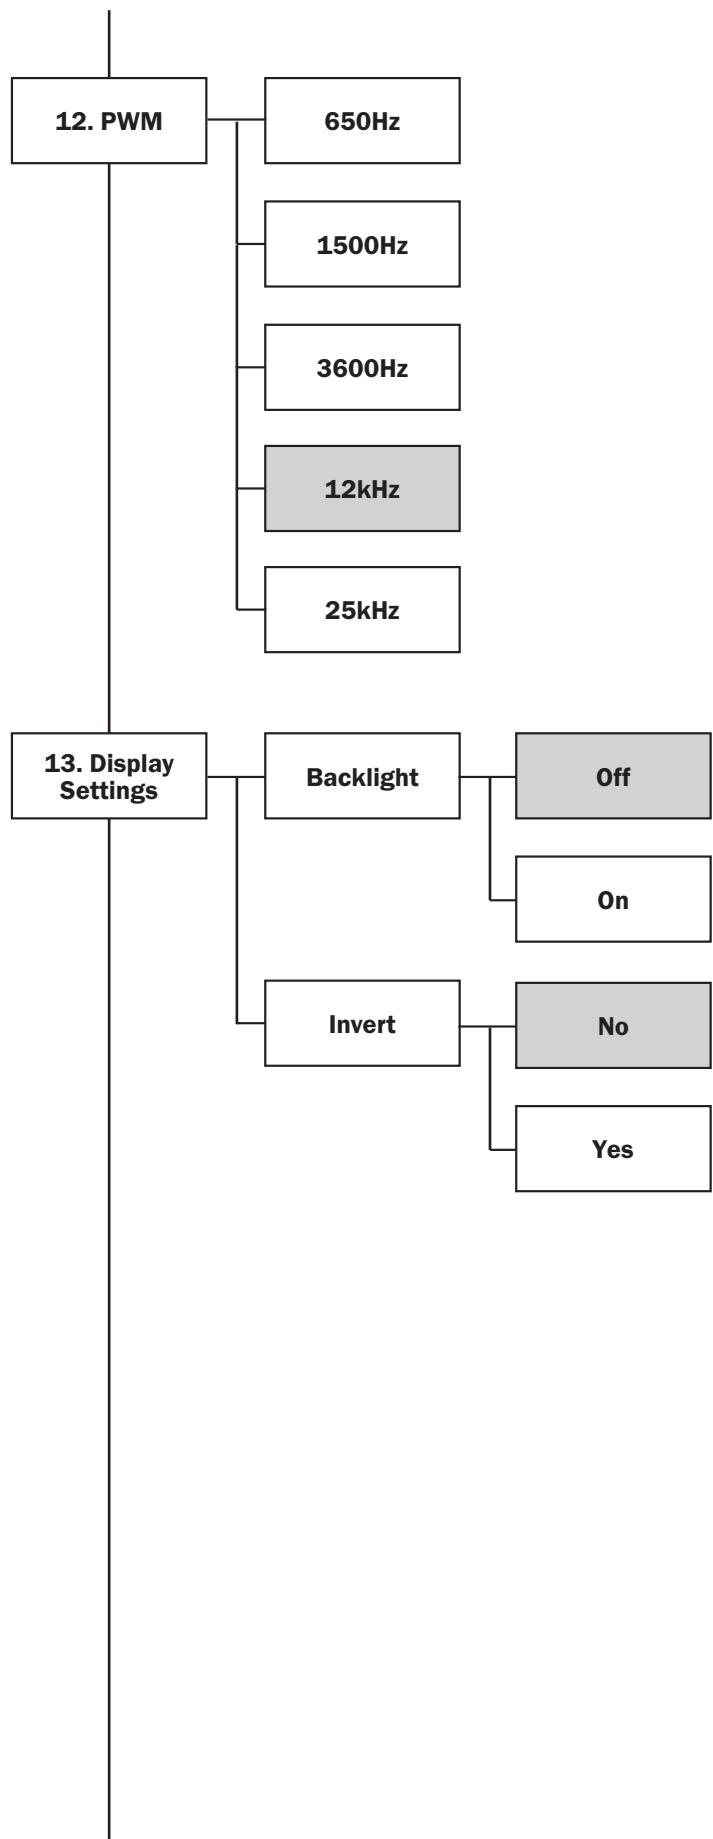 12. PWM
650Hz
1500Hz
3600Hz
12kHz
25kHz
13. Display
Settings
Backlight
Off
On
Invert
No
Yes